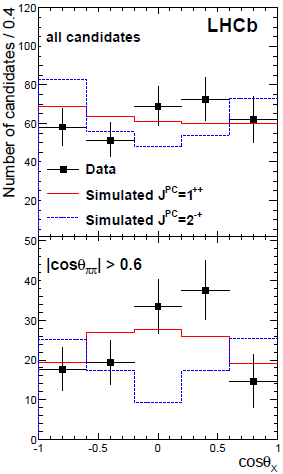 Number of candidates / 0.4
LHCb
all candidates
120
100
80
60
40
20
0
Data
Simulated J^PC=1^++
Simulated J^PC=2^-+
|cosθ_ππ| > 0.6
50
40
30
20
10
0
-1 -0.5 0 0.5 1
cosθ_X